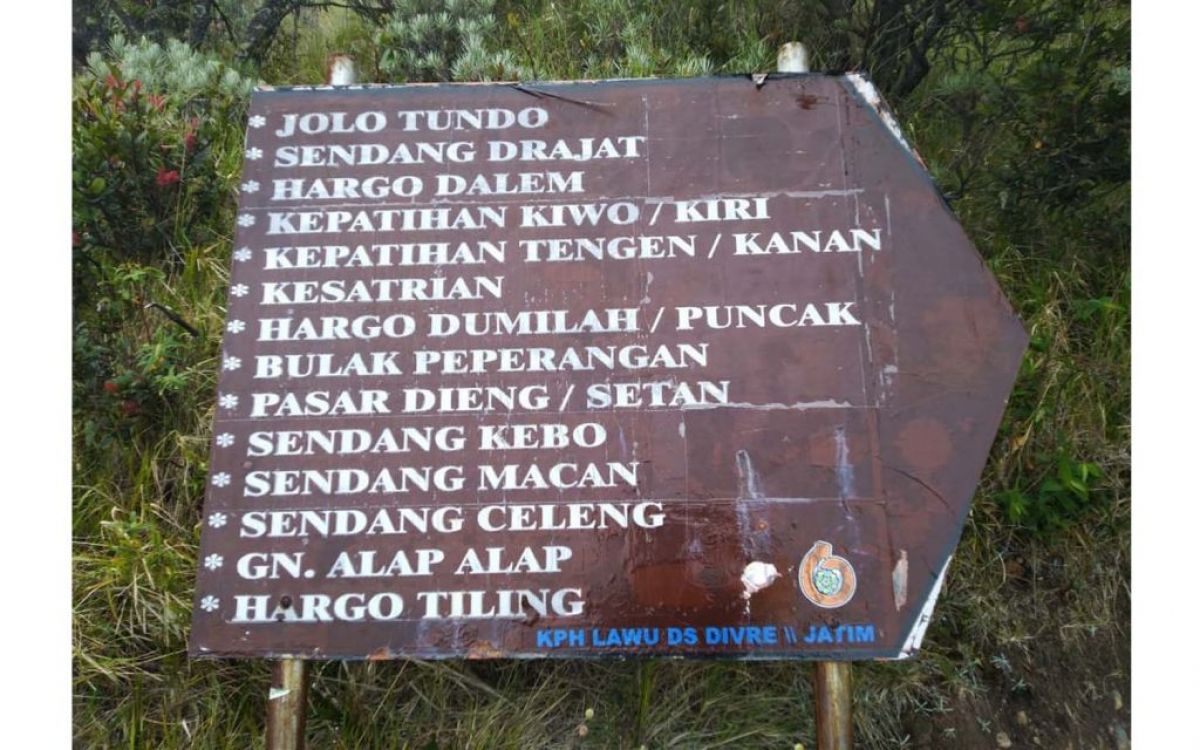 * JOLO TUNDO
* SENDANG DRAJAT
* HARGO DALEM
* KEPATIHAN KIWO / KIRI
* KEPATIHAN TENGEN / KANAN
* KESATRIAN
* HARGO DUMILAH / PUNCAK
* BULAK PEPERANGAN
* PASAR DIENG / SETAN
* SENDANG KEBO
* SENDANG MACAN
* SENDANG CELENG
* GN. ALAP ALAP
* HARGO TILING
KPH LAWU DS DIVRE II JATIM